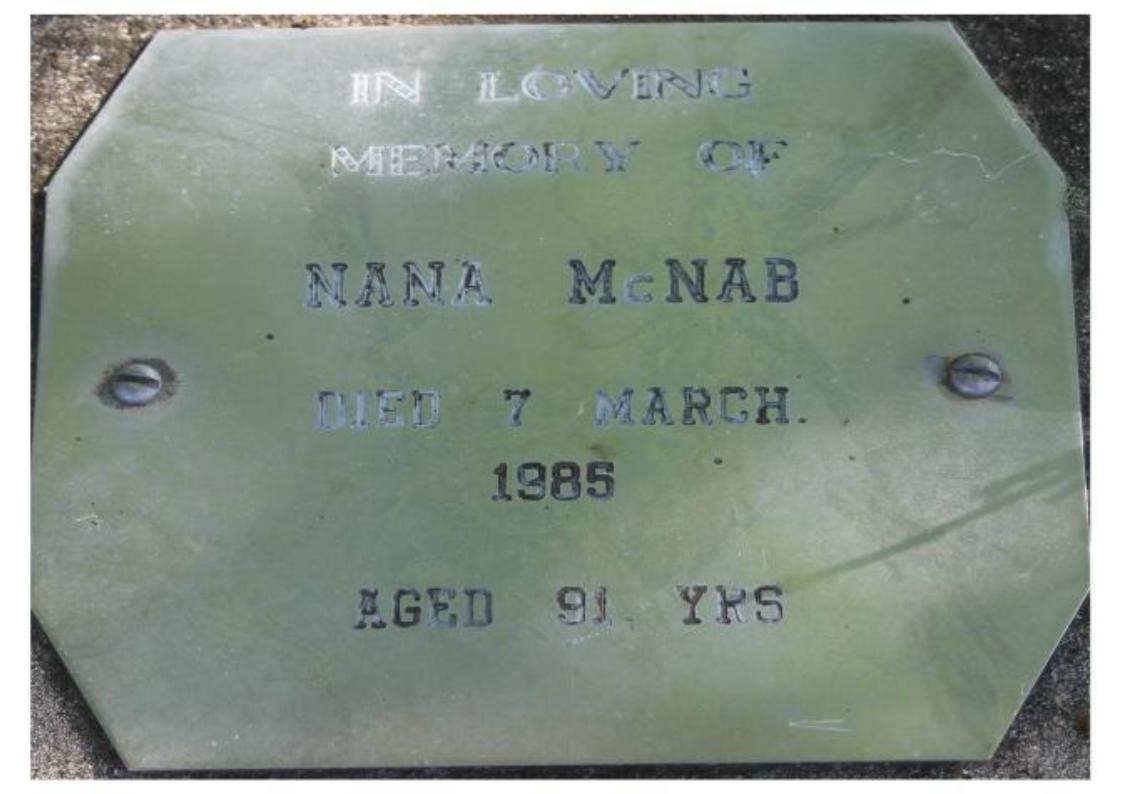 IN LOVING
MEMORY OF
NANA McNAB
DIED 7 MARCH.
1985
AGED 91. YRS